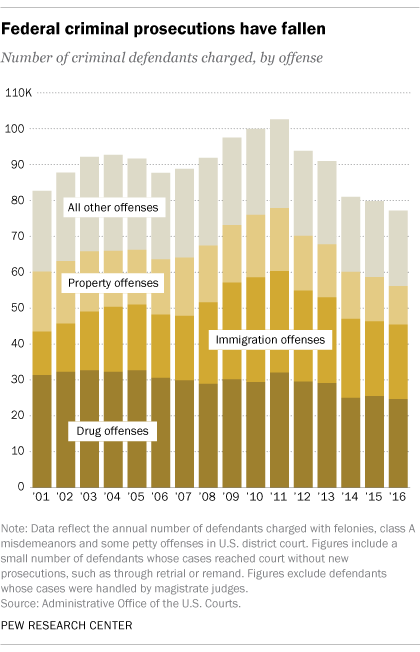 Federal criminal prosecutions have fallen
Number of criminal defendants charged, by offense
110K
100
90
80
70
60
50
40
30
20
10
0
All other offenses
Property offenses
Immigration offenses
Drug offenses
'01 '02 '03 '04 '05 '06 '07 '08 '09 '10 '11 '12 '13 '14 '15 '16
Note: Data reflect the annual number of defendants charged with felonies, class A
misdemeanors and some petty offenses in U.S. district court. Figures include a
small number of defendants whose cases reached court without new
prosecutions, such as through retrial or remand. Figures exclude defendants
whose cases were handled by magistrate judges.
Source: Administrative Office of the U.S. Courts.
PEW RESEARCH CENTER